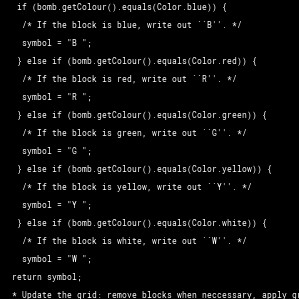 if (bomb.getColour().equals(Color.blue)) {
/* If the block is blue, write out ``B''. */
symbol = "B ";
} else if (bomb.getColour().equals(Color.red)) {
/* If the block is red, write out ``R''. */
symbol = "R ";
} else if (bomb.getColour().equals(Color.green)) {
/* If the block is green, write out ``G''. */
symbol = "G ";
} else if (bomb.getColour().equals(Color.yellow)) {
/* If the block is yellow, write out ``Y''. */
symbol = "Y ";
} else if (bomb.getColour().equals(Color.white)) {
/* If the block is white, write out ``W''. */
symbol = "W ";
return symbol;
* Update the grid: remove blocks when neccessary, apply